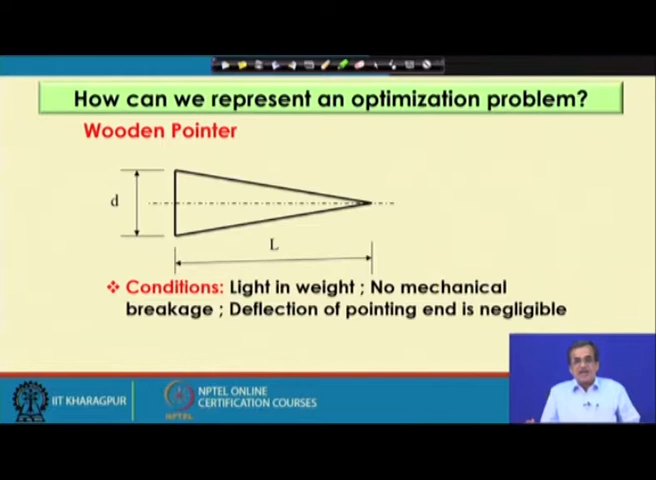 How can we represent an optimization problem?
Wooden Pointer
d
L
❖ Conditions: Light in weight ; No mechanical
breakage ; Deflection of pointing end is negligible
IIT KHARAGPUR
NPTEL
NPTEL ONLINE
CERTIFICATION COURSES